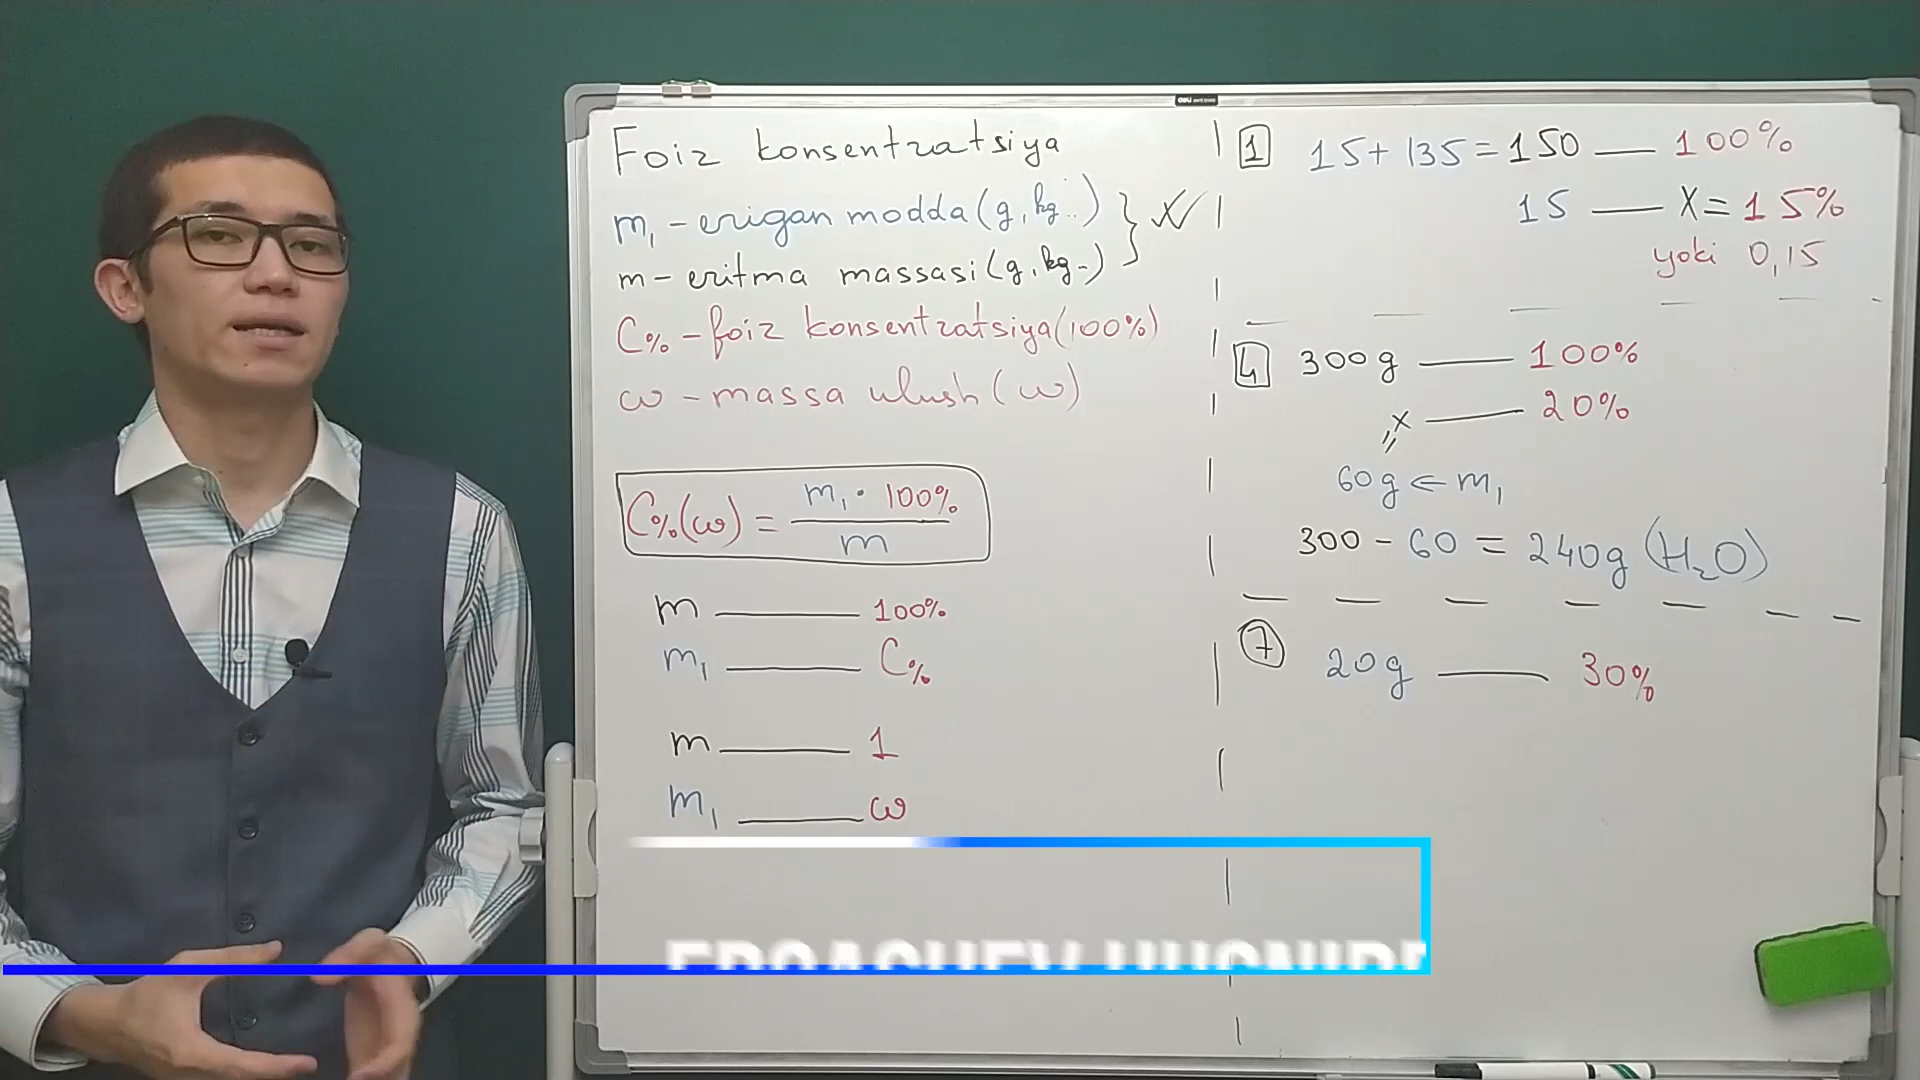 Foiz konsentratsiya
m₁ - erigan modda (g, kg..)
m - eritma massasi (g, kg..)
C% - foiz konsentratsiya (100%)
ω - massa ulush (ω)
C%(ω) = m₁ · 100% / m
m — 100%
m₁ — C%
m — 1
m₁ — ω
1 15 + 135 = 150 — 100%
15 — X = 15%
yoki 0,15
4 300g — 100%
x — 20%
"
60g ⇐ m₁
300 - 60 = 240g (H₂O)
7 20g — 30%
deli